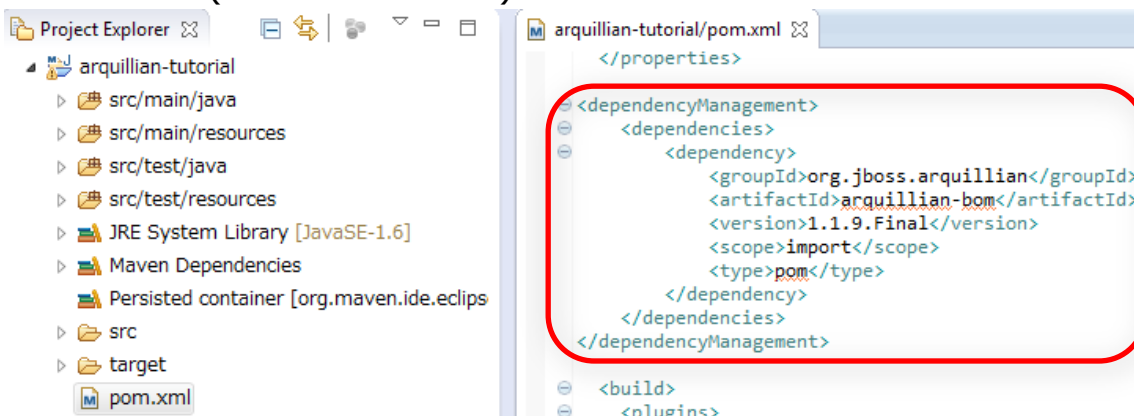 Project Explorer
arquillian-tutorial
src/main/java
src/main/resources
src/test/java
src/test/resources
JRE System Library [JavaSE-1.6]
Maven Dependencies
Persisted container [org.maven.ide.eclips
src
target
pom.xml
arquillian-tutorial/pom.xml
</properties>
<dependencyManagement>
<dependencies>
<dependency>
<groupId>org.jboss.arquillian</groupId>
<artifactId>arquillian-bom</artifactId>
<version>1.1.9.Final</version>
<scope>import</scope>
<type>pom</type>
</dependency>
</dependencies>
</dependencyManagement>
<build>
<plugins>